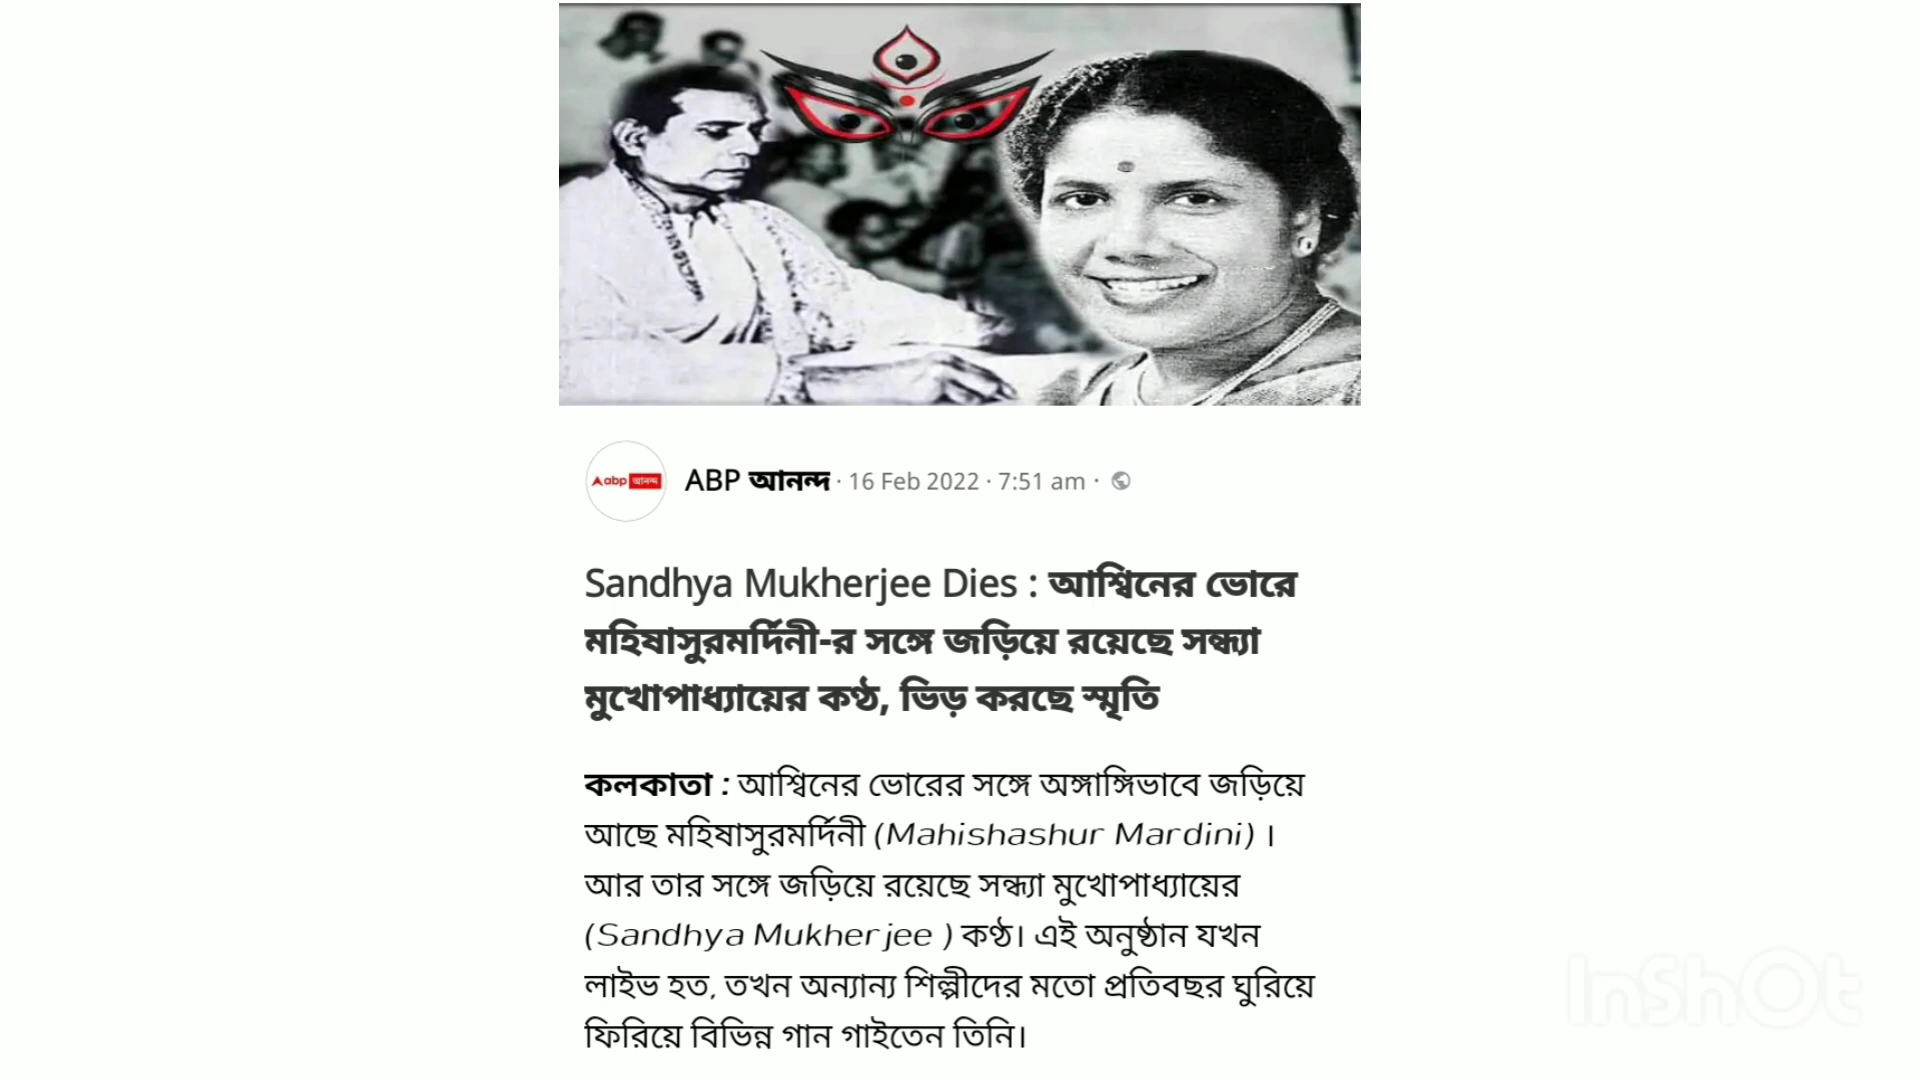 abp আনন্দ
ABP আনন্দ · 16 Feb 2022 · 7:51 am ·
Sandhya Mukherjee Dies : আশ্বিনের ভোরে
মহিষাসুরমর্দিনী-র সঙ্গে জড়িয়ে রয়েছে সন্ধ্যা
মুখোপাধ্যায়ের কণ্ঠ, ভিড় করছে স্মৃতি
কলকাতা : আশ্বিনের ভোরের সঙ্গে অঙ্গাঙ্গিভাবে জড়িয়ে
আছে মহিষাসুরমর্দিনী (Mahishashur Mardini) ।
আর তার সঙ্গে জড়িয়ে রয়েছে সন্ধ্যা মুখোপাধ্যায়ের
(Sandhya Mukherjee ) কণ্ঠ। এই অনুষ্ঠান যখন
লাইভ হত, তখন অন্যান্য শিল্পীদের মতো প্রতিবছর ঘুরিয়ে
ফিরিয়ে বিভিন্ন গান গাইতেন তিনি।
InShOt